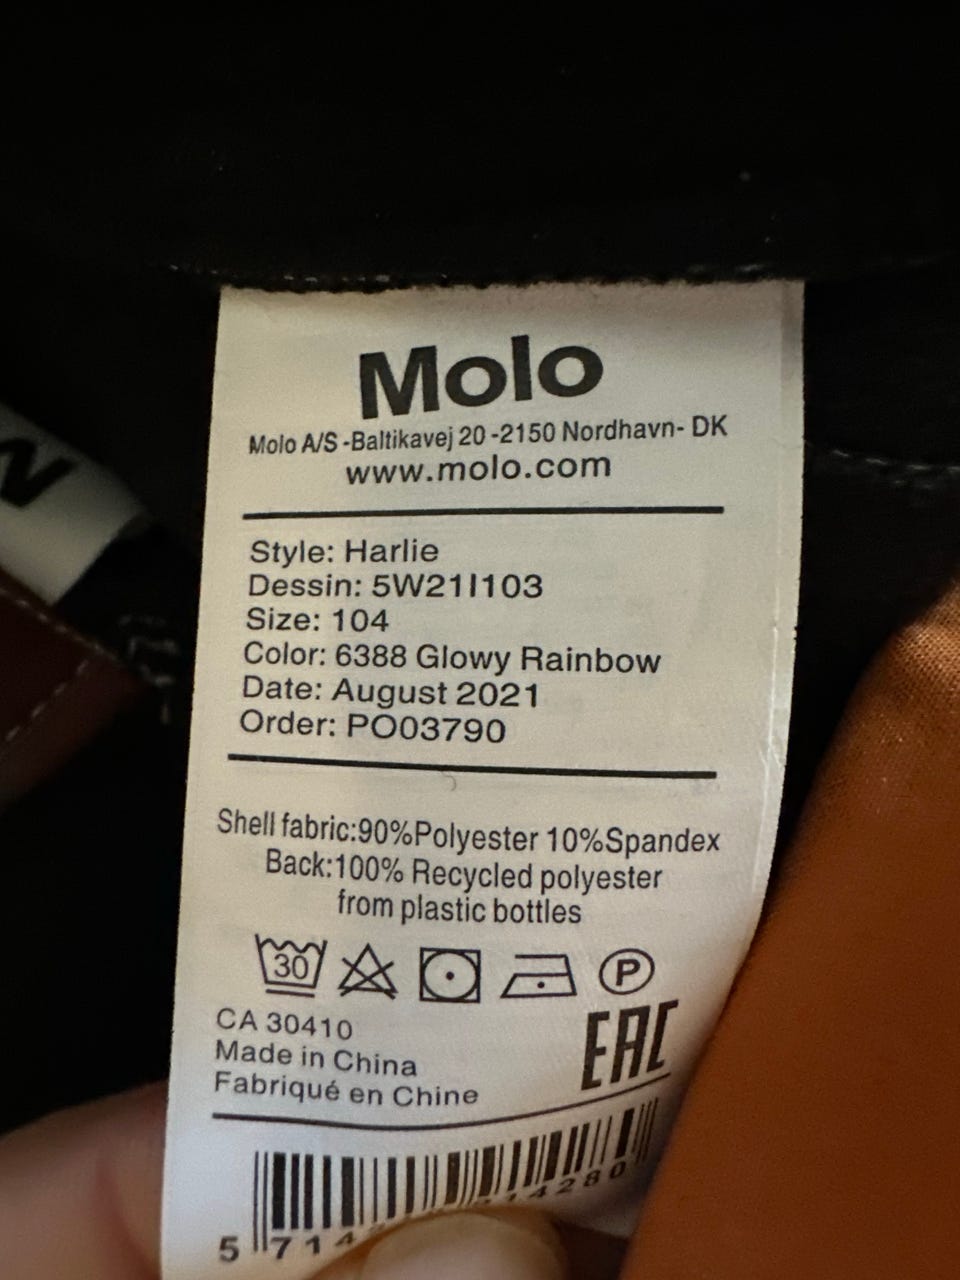 Molo
Molo A/S -Baltikavej 20 -2150 Nordhavn- DK
www.molo.com
Style: Harlie
Dessin: 5W21I103
Size: 104
Color: 6388 Glowy Rainbow
Date: August 2021
Order: PO03790
Shell fabric:90%Polyester 10%Spandex
Back:100% Recycled polyester
from plastic bottles
30 P
CA 30410
Made in China
Fabriqué en Chine
EAC